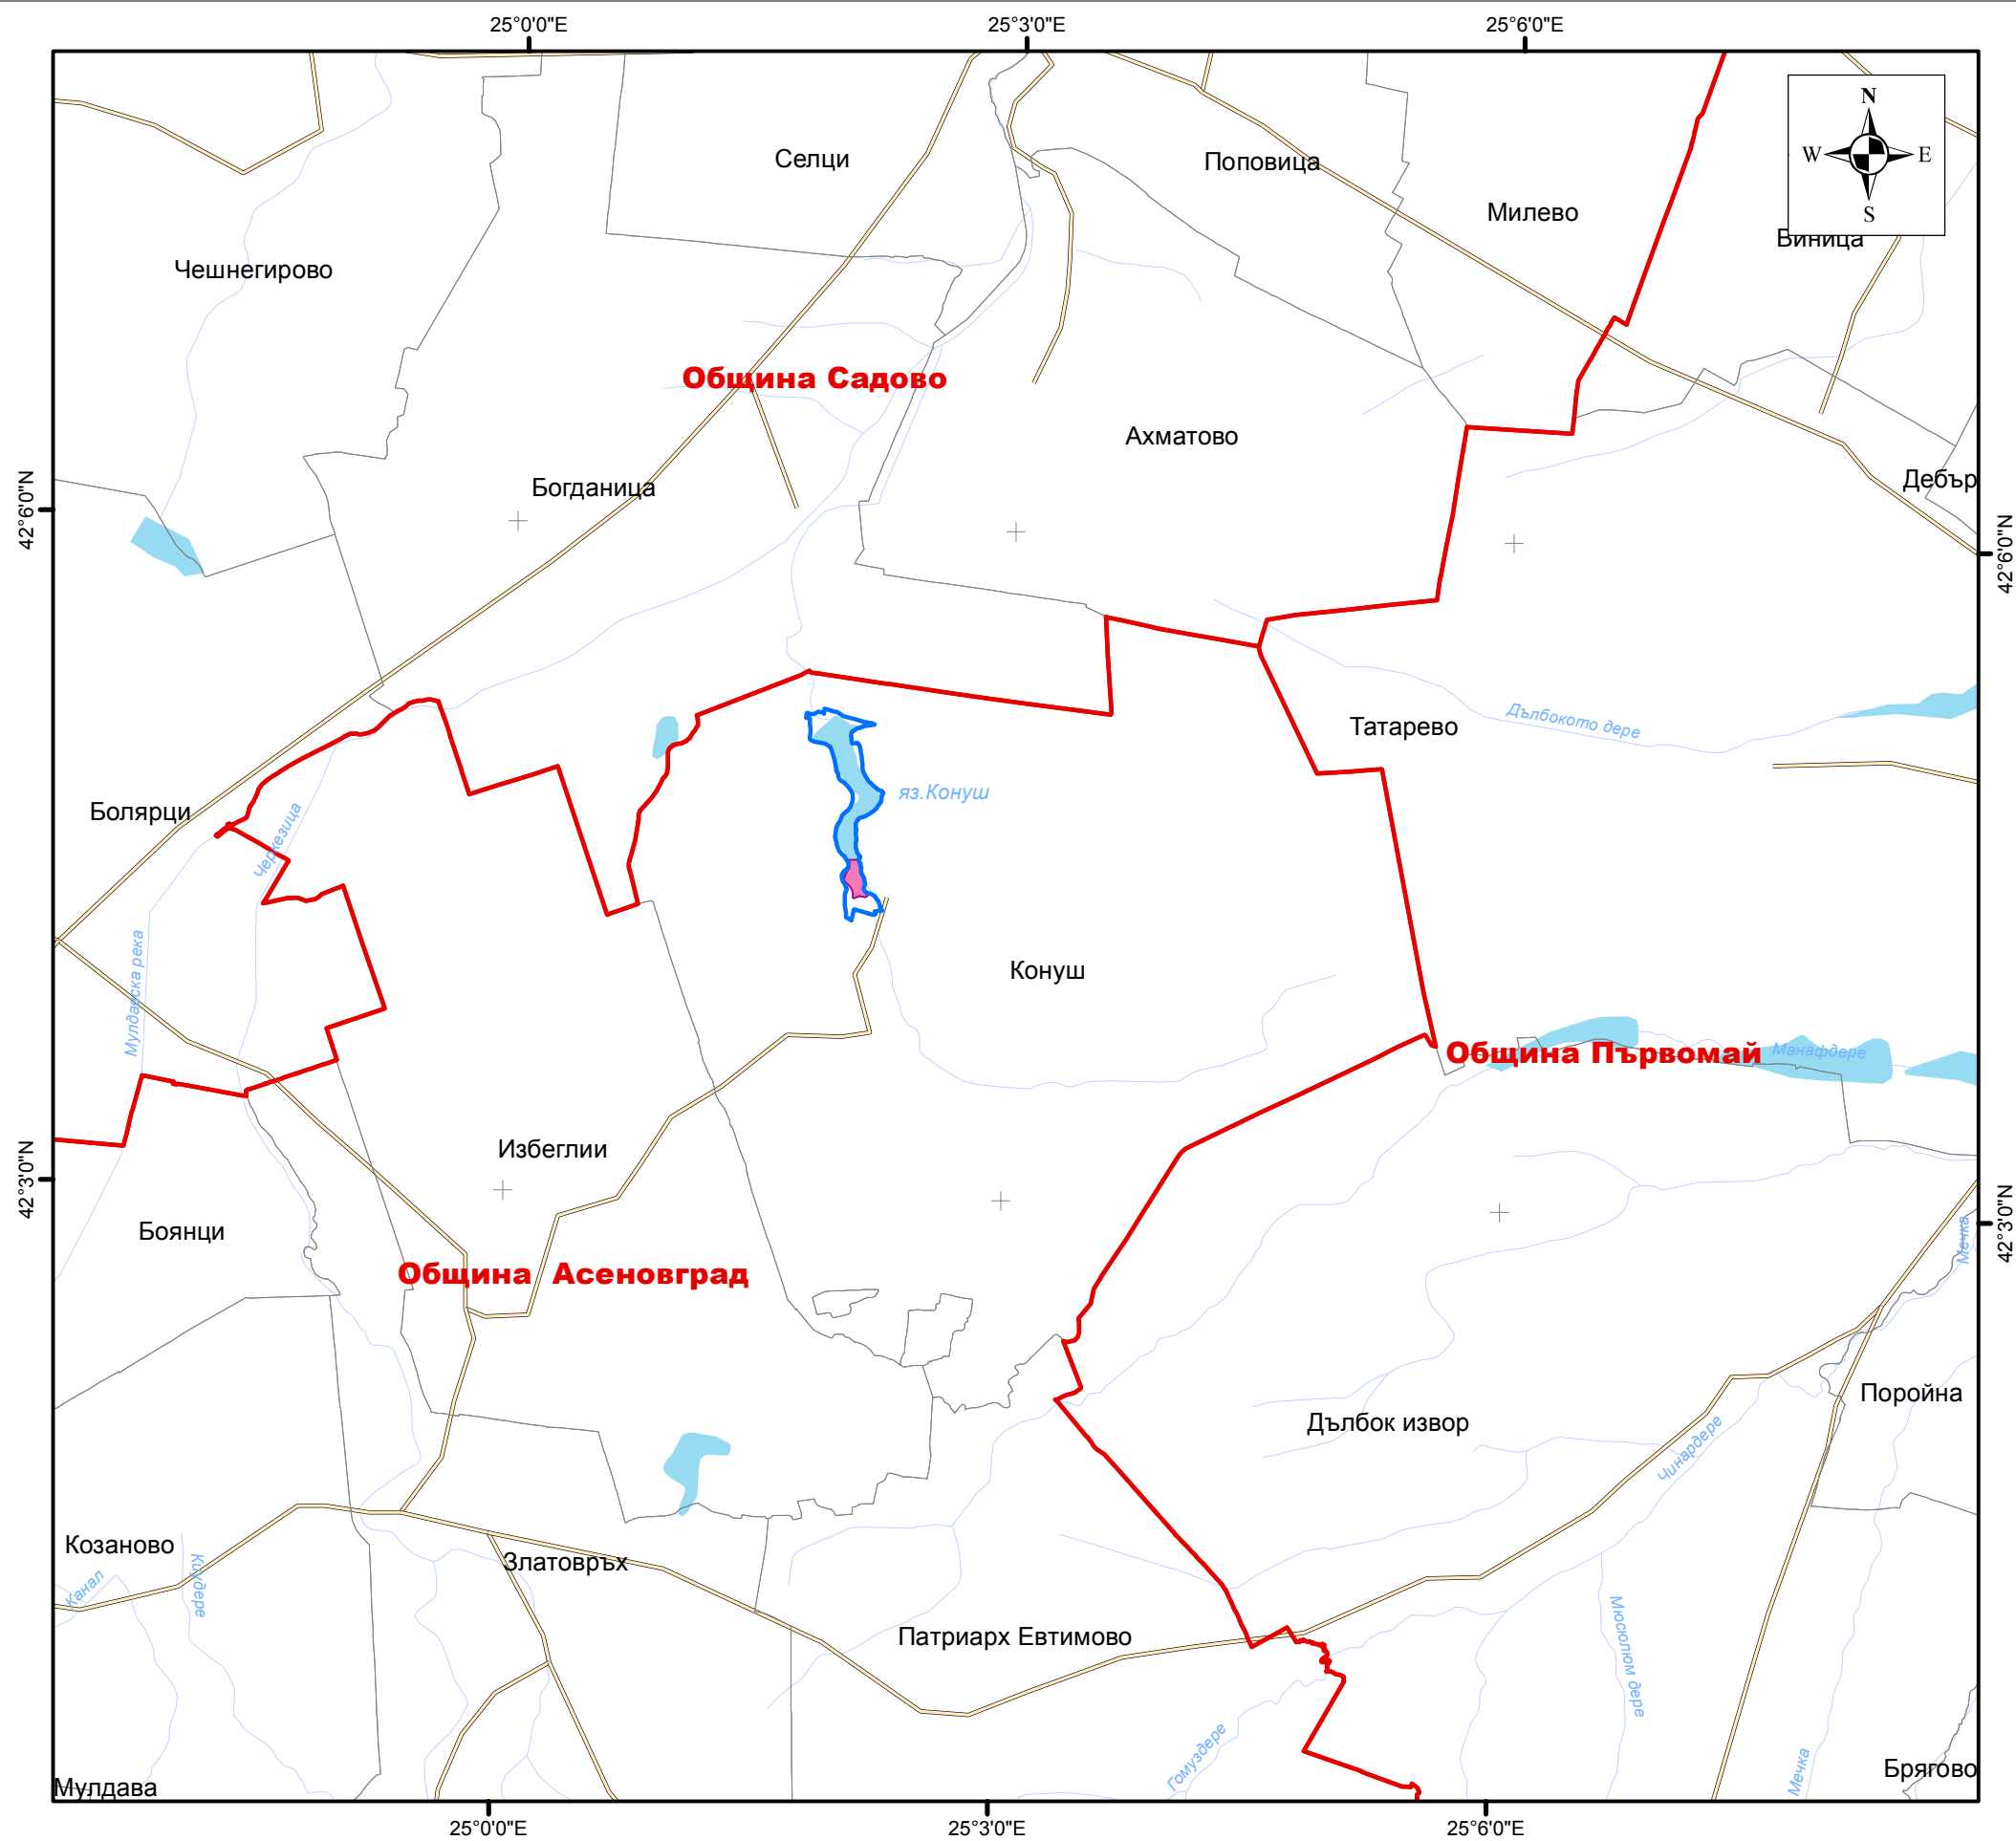 25°0'0"E
25°3'0"E
25°6'0"E
N
W
E
S
Селци
Поповица
Милево
Виница
Чешнегирово
Община Садово
Ахматово
Богданица
Дебър
42°6'0"N
42°6'0"N
Дълбокото дере
Татарево
яз.Конуш
Болярци
Черкезица
Мулдавска река
Конуш
Община Първомай
Манафдере
Избеглии
42°3'0"N
42°3'0"N
Боянци
Мечка
Община Асеновград
Поройна
Дълбок извор
Чинардере
Козаново
Златовръх
Канал
Киудере
Патриарх Евтимово
Мюсюлюм дере
Гомуздере
Мечка
Брягово
Мулдава
25°0'0"E
25°3'0"E
25°6'0"E